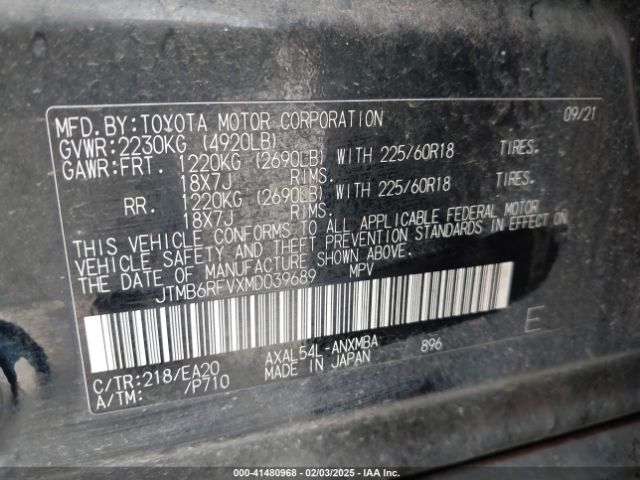 MFD.BY:TOYOTA MOTOR CORPORATION 09/21
GVWR:2230KG (4920LB)
GAWR:FRT. 1220KG (2690LB) WITH 225/60R18 TIRES.
18X7J RIMS.
RR. 1220KG (2690LB) WITH 225/60R18 TIRES.
18X7J RIMS.
THIS VEHICLE CONFORMS TO ALL APPLICABLE FEDERAL MOTOR
VEHICLE SAFETY AND THEFT PREVENTION STANDARDS IN EFFECT ON
THE DATE OF MANUFACTURE SHOWN ABOVE.
JTMB6RFVXMD039689 MPV
E
AXAL54L-ANXMBA 896
C/TR:218/EA20 MADE IN JAPAN
A/TM: /P710
000-41480968 - 02/03/2025 - IAA Inc.